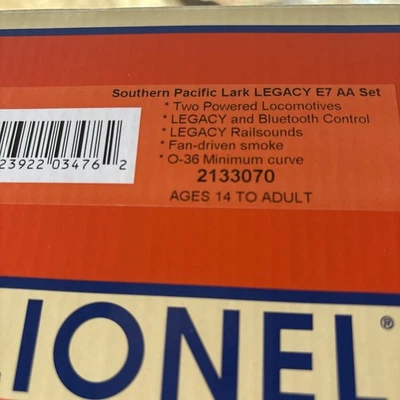 Southern Pacific Lark LEGACY E7 AA Set
* Two Powered Locomotives
* LEGACY and Bluetooth Control
* LEGACY Railsounds
* Fan-driven smoke
* O-36 Minimum curve
23922 03476 2
2133070
AGES 14 TO ADULT
LIONEL®